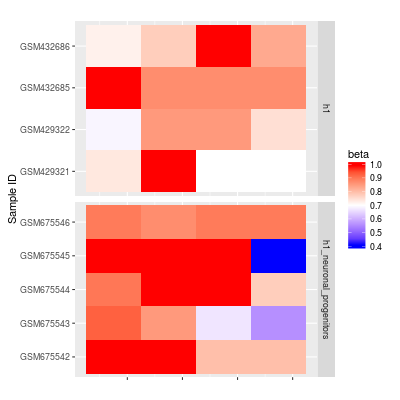 GSM432686
GSM432685
GSM429322
GSM429321
h1
GSM675546
GSM675545
GSM675544
GSM675543
GSM675542
h1_neuronal_progenitors
Sample ID
beta
1.0
0.9
0.8
0.7
0.6
0.5
0.4